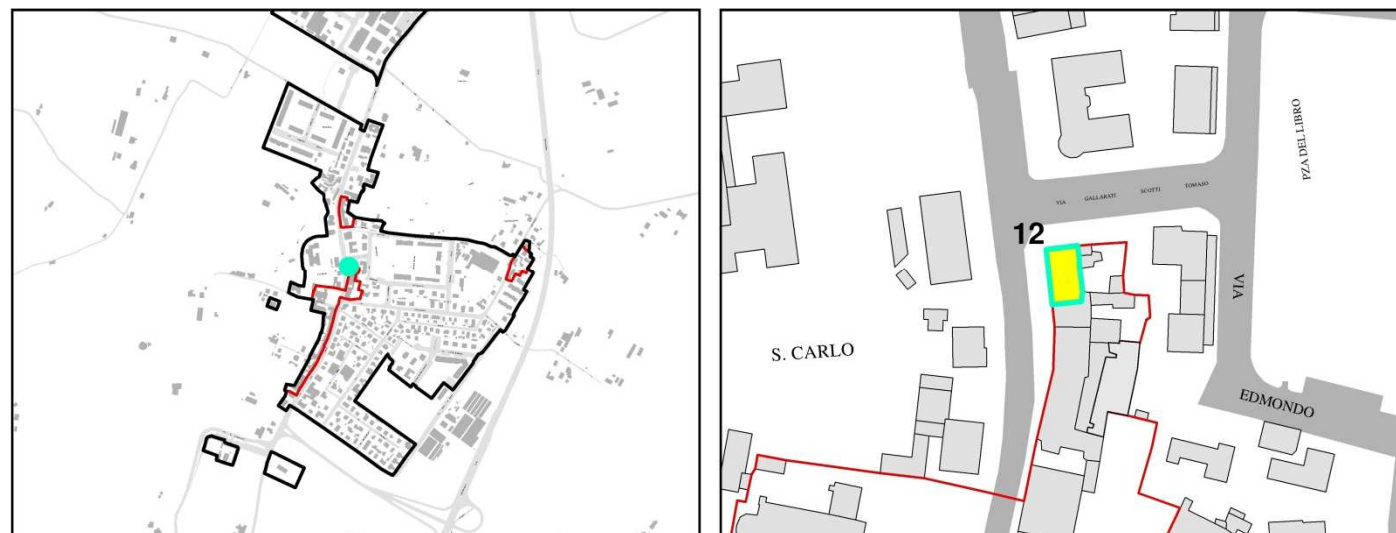 PZA DEL LIBRO
VIA GALLARATI SCOTTI TOMASO
12
VIA
S. CARLO
EDMONDO